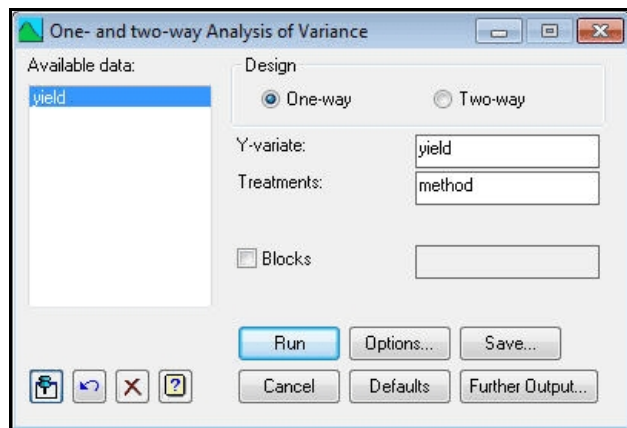 One- and two-way Analysis of Variance
Available data:
yield
Design
One-way
Two-way
Y-variate:
yield
Treatments:
method
Blocks
Run
Options...
Save...
Cancel
Defaults
Further Output...
?